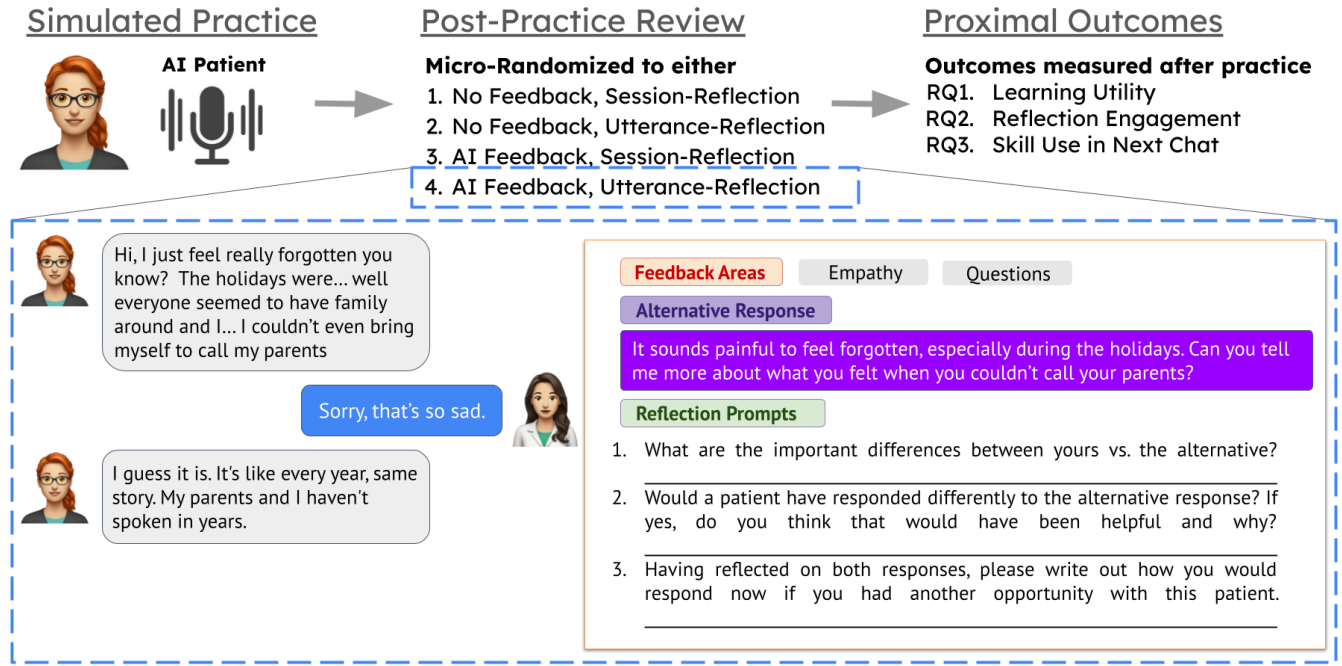 Simulated Practice
AI Patient
Post-Practice Review
Micro-Randomized to either
1. No Feedback, Session-Reflection
2. No Feedback, Utterance-Reflection
3. AI Feedback, Session-Reflection
4. AI Feedback, Utterance-Reflection
Proximal Outcomes
Outcomes measured after practice
RQ1. Learning Utility
RQ2. Reflection Engagement
RQ3. Skill Use in Next Chat
Hi, I just feel really forgotten you
know? The holidays were... well
everyone seemed to have family
around and I... I couldn't even bring
myself to call my parents
Sorry, that's so sad.
I guess it is. It's like every year, same
story. My parents and I haven't
spoken in years.
Feedback Areas
Empathy
Questions
Alternative Response
It sounds painful to feel forgotten, especially during the holidays. Can you tell
me more about what you felt when you couldn't call your parents?
Reflection Prompts
1. What are the important differences between yours vs. the alternative?
2. Would a patient have responded differently to the alternative response? If
yes, do you think that would have been helpful and why?
3. Having reflected on both responses, please write out how you would
respond now if you had another opportunity with this patient.